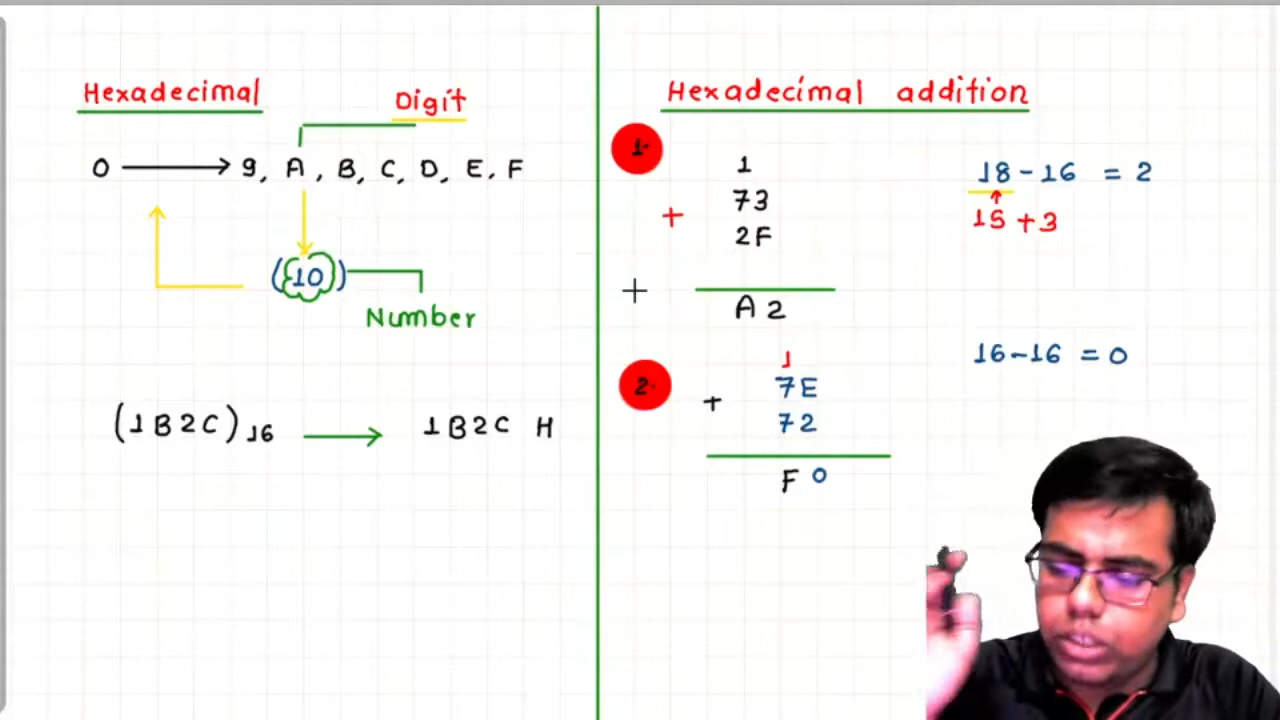 Hexadecimal
Digit
0 9, A, B, C, D, E, F
(10)
Number
(1B2C)16 1B2C H
Hexadecimal addition
1.
1
73
+
2F
A2
18-16 = 2
15+3
2.
1
7E
+
72
F0
16-16 = 0